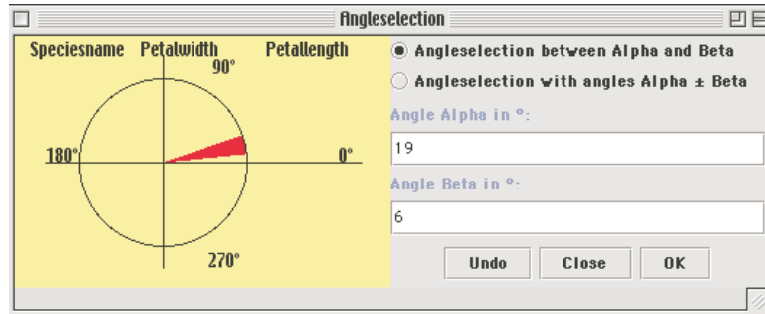 Angleselection
Speciesname Petalwidth Petallength
90°
180°
0°
270°
Angleselection between Alpha and Beta
Angleselection with angles Alpha ± Beta
Angle Alpha in °:
19
Angle Beta in °:
6
Undo Close OK